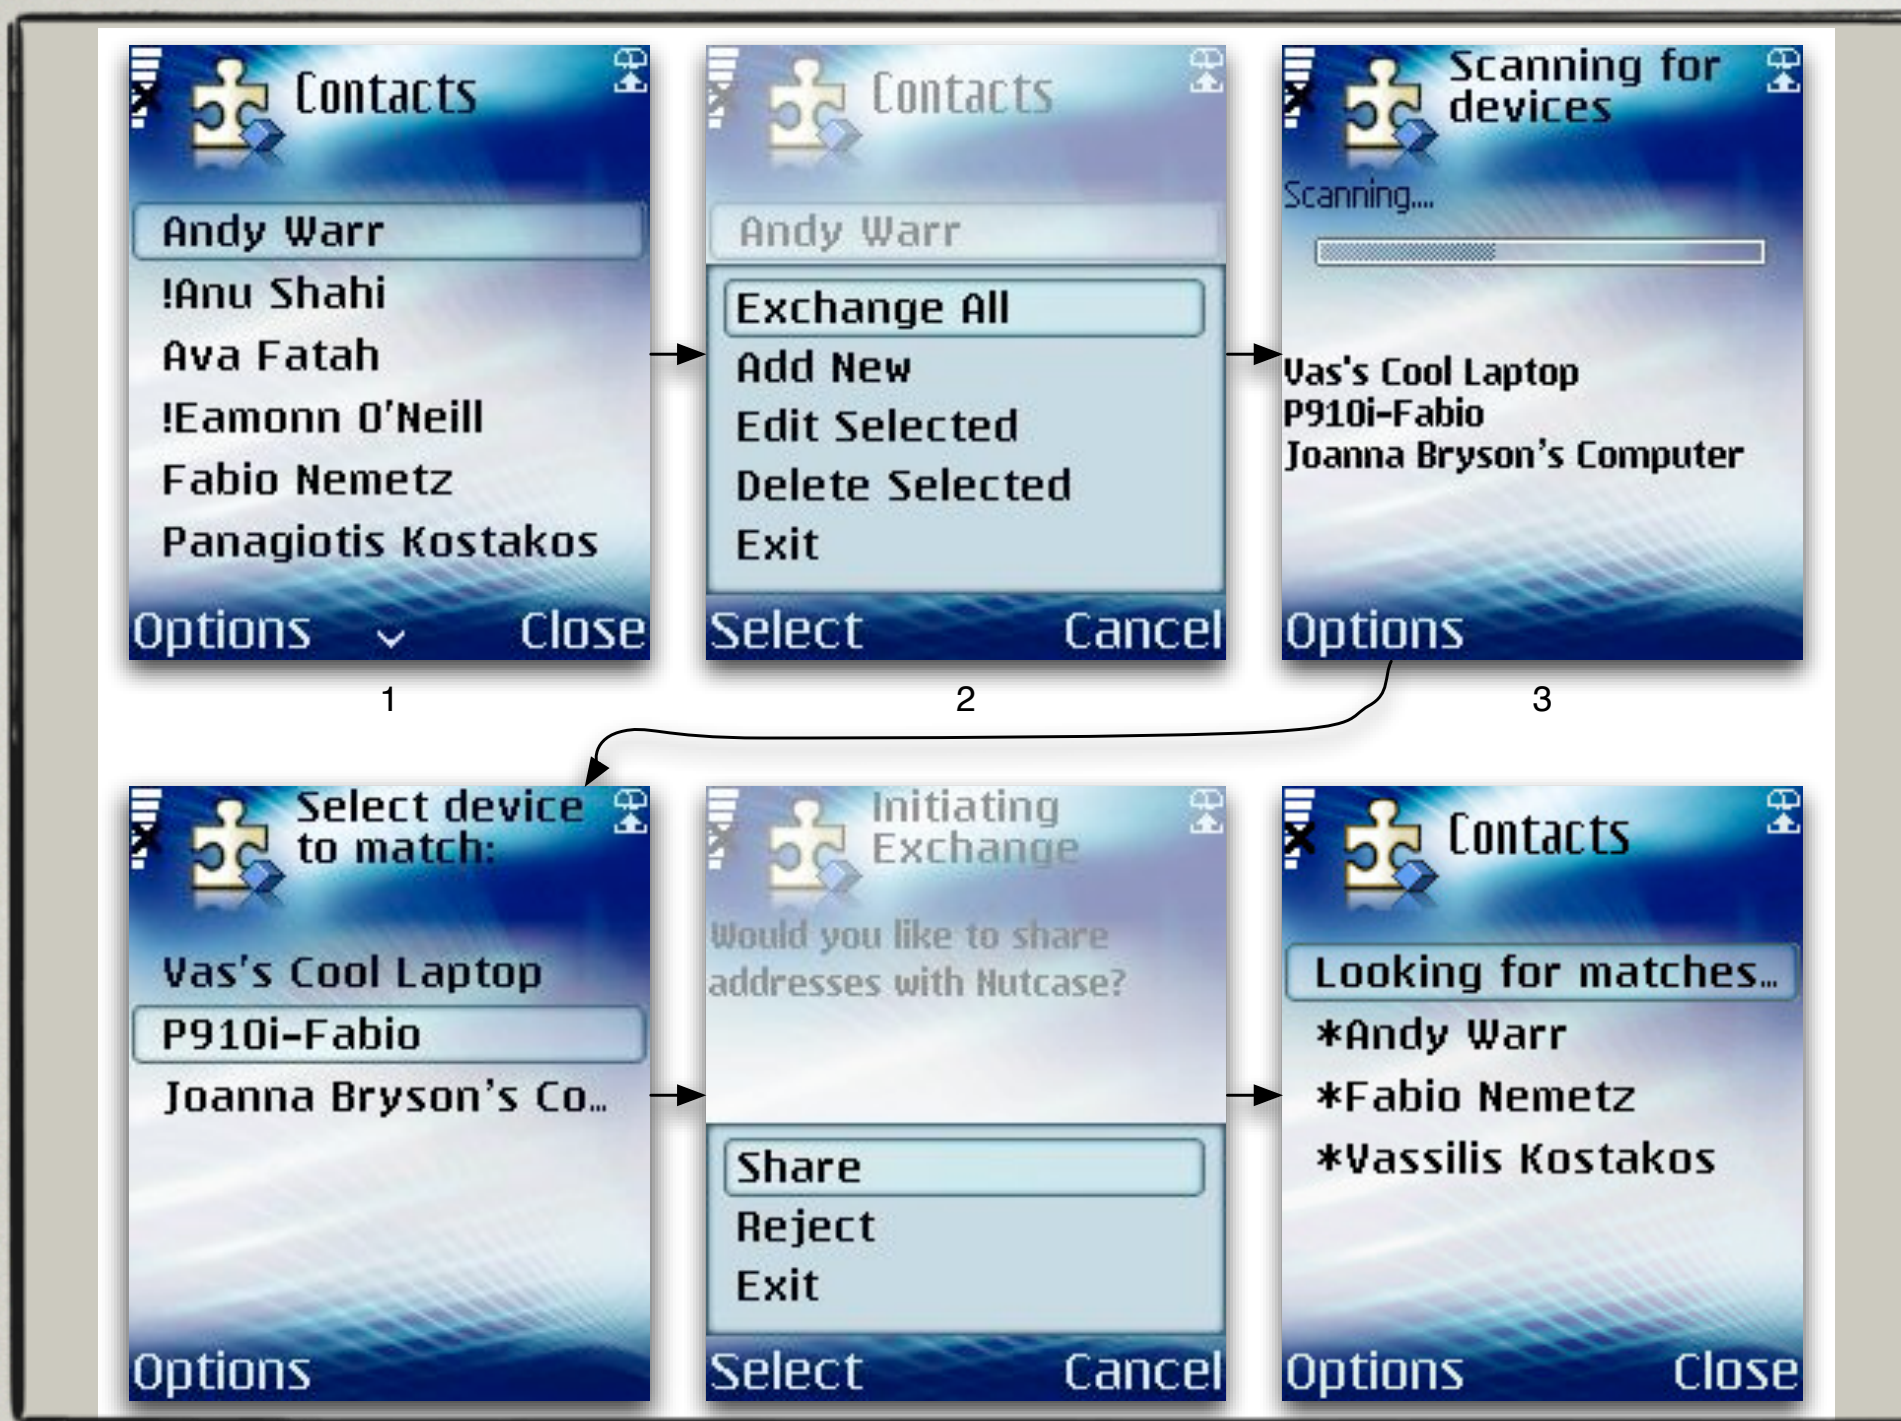 Contacts
Andy Warr
!Anu Shahi
Ava Fatah
!Eamonn O'Neill
Fabio Nemetz
Panagiotis Kostakos
Options Close
1
Contacts
Andy Warr
Exchange All
Add New
Edit Selected
Delete Selected
Exit
Select Cancel
2
Scanning for
devices
Scanning....
Vas's Cool Laptop
P910i-Fabio
Joanna Bryson's Computer
Options
3
Select device
to match:
Vas's Cool Laptop
P910i-Fabio
Joanna Bryson's Co...
Options
Initiating
Exchange
Would you like to share
addresses with Nutcase?
Share
Reject
Exit
Select Cancel
Contacts
Looking for matches...
*Andy Warr
*Fabio Nemetz
*Vassilis Kostakos
Options Close